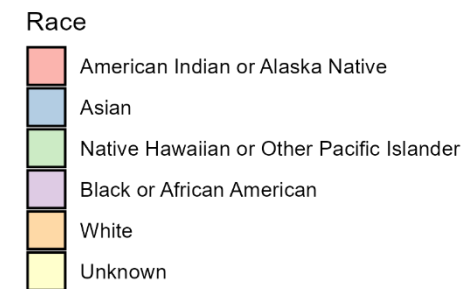 Race
American Indian or Alaska Native
Asian
Native Hawaiian or Other Pacific Islander
Black or African American
White
Unknown